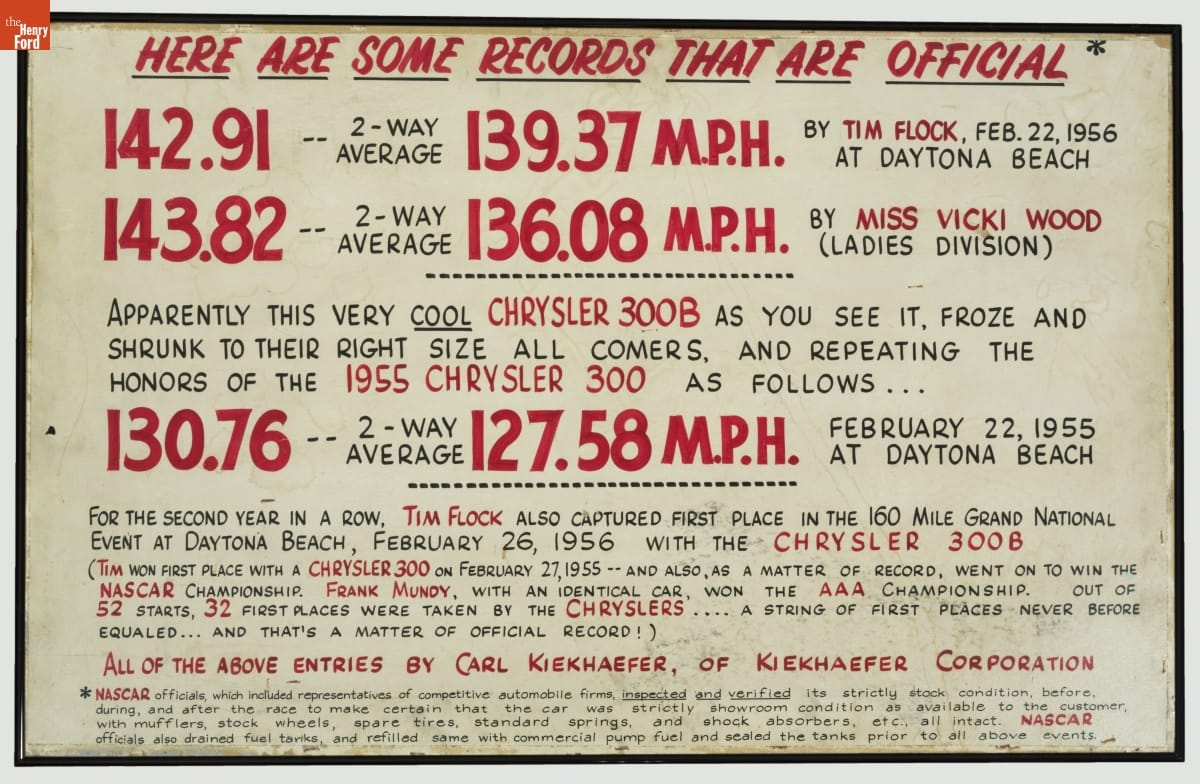 the
Henry
Ford
HERE ARE SOME RECORDS THAT ARE OFFICIAL *
142.91 -- 2-WAY AVERAGE 139.37 M.P.H. BY TIM FLOCK, FEB. 22, 1956 AT DAYTONA BEACH
143.82 -- 2-WAY AVERAGE 136.08 M.P.H. BY MISS VICKI WOOD (LADIES DIVISION)
APPARENTLY THIS VERY COOL CHRYSLER 300B AS YOU SEE IT, FROZE AND
SHRUNK TO THEIR RIGHT SIZE ALL COMERS, AND REPEATING THE
HONORS OF THE 1955 CHRYSLER 300 AS FOLLOWS...
130.76 -- 2-WAY AVERAGE 127.58 M.P.H. FEBRUARY 22, 1955 AT DAYTONA BEACH
FOR THE SECOND YEAR IN A ROW, TIM FLOCK ALSO CAPTURED FIRST PLACE IN THE 160 MILE GRAND NATIONAL
EVENT AT DAYTONA BEACH, FEBRUARY 26, 1956 WITH THE CHRYSLER 300B
(TIM WON FIRST PLACE WITH A CHRYSLER 300 ON FEBRUARY 27, 1955 -- AND ALSO, AS A MATTER OF RECORD, WENT ON TO WIN THE
NASCAR CHAMPIONSHIP. FRANK MUNDY, WITH AN IDENTICAL CAR, WON THE AAA CHAMPIONSHIP. OUT OF
52 STARTS, 32 FIRST PLACES WERE TAKEN BY THE CHRYSLERS .... A STRING OF FIRST PLACES NEVER BEFORE
EQUALED... AND THAT'S A MATTER OF OFFICIAL RECORD!)
ALL OF THE ABOVE ENTRIES BY CARL KIEKHAEFER, OF KIEKHAEFER CORPORATION
* NASCAR officials, which included representatives of competitive automobile firms, inspected and verified its strictly stock condition, before,
during, and after the race to make certain that the car was strictly showroom condition as available to the customer,
with mufflers, stock wheels, spare tires, standard springs, and shock absorbers, etc., all intact. NASCAR
officials also drained fuel tanks, and refilled same with commercial pump fuel and sealed the tanks prior to all above events.